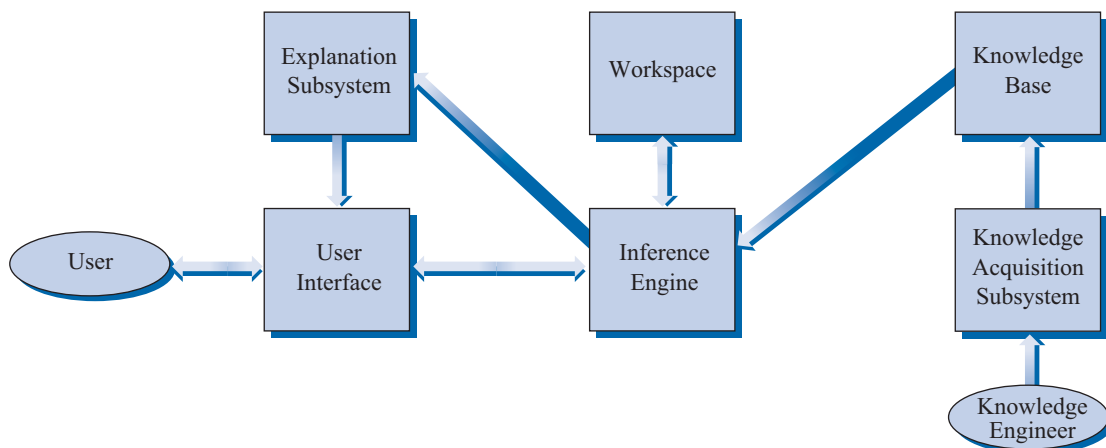 Explanation
Subsystem
Workspace
Knowledge
Base
User
User
Interface
Inference
Engine
Knowledge
Acquisition
Subsystem
Knowledge
Engineer